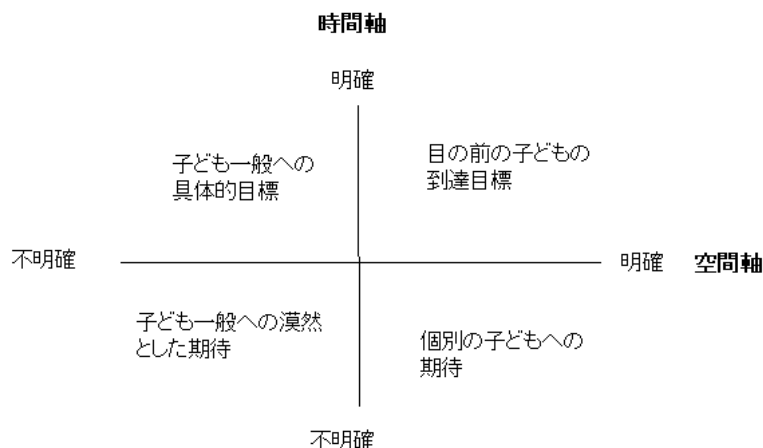 時間軸
明確
子ども一般への
具体的目標
目の前の子どもの
到達目標
不明確
明確
空間軸
子ども一般への漠然
とした期待
個別の子どもへの
期待
不明確